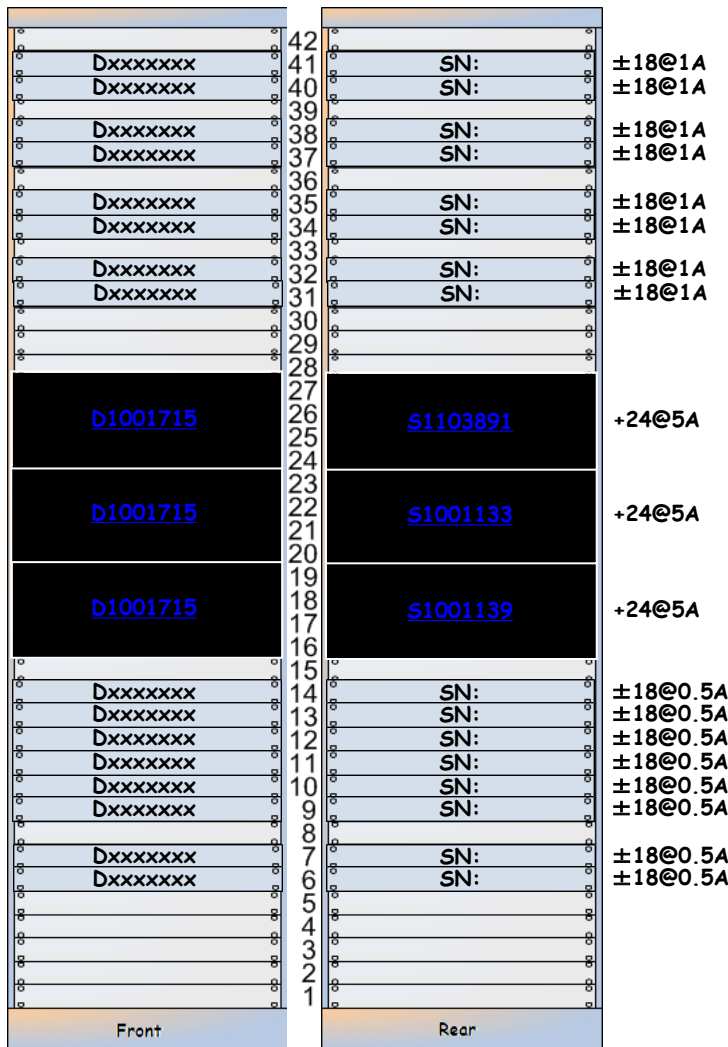 42
Dxxxxxxx 41 SN: ±18@1A
Dxxxxxxx 40 SN: ±18@1A
39
Dxxxxxxx 38 SN: ±18@1A
Dxxxxxxx 37 SN: ±18@1A
36
Dxxxxxxx 35 SN: ±18@1A
Dxxxxxxx 34 SN: ±18@1A
33
Dxxxxxxx 32 SN: ±18@1A
Dxxxxxxx 31 SN: ±18@1A
30
29
28
27
D1001715 26 S1103891 +24@5A
25
24
23
D1001715 22 S1001133 +24@5A
21
20
19
D1001715 18 S1001139 +24@5A
17
16
15
Dxxxxxxx 14 SN: ±18@0.5A
Dxxxxxxx 13 SN: ±18@0.5A
Dxxxxxxx 12 SN: ±18@0.5A
Dxxxxxxx 11 SN: ±18@0.5A
Dxxxxxxx 10 SN: ±18@0.5A
Dxxxxxxx 9 SN: ±18@0.5A
8
Dxxxxxxx 7 SN: ±18@0.5A
Dxxxxxxx 6 SN: ±18@0.5A
5
4
3
2
1
Front Rear